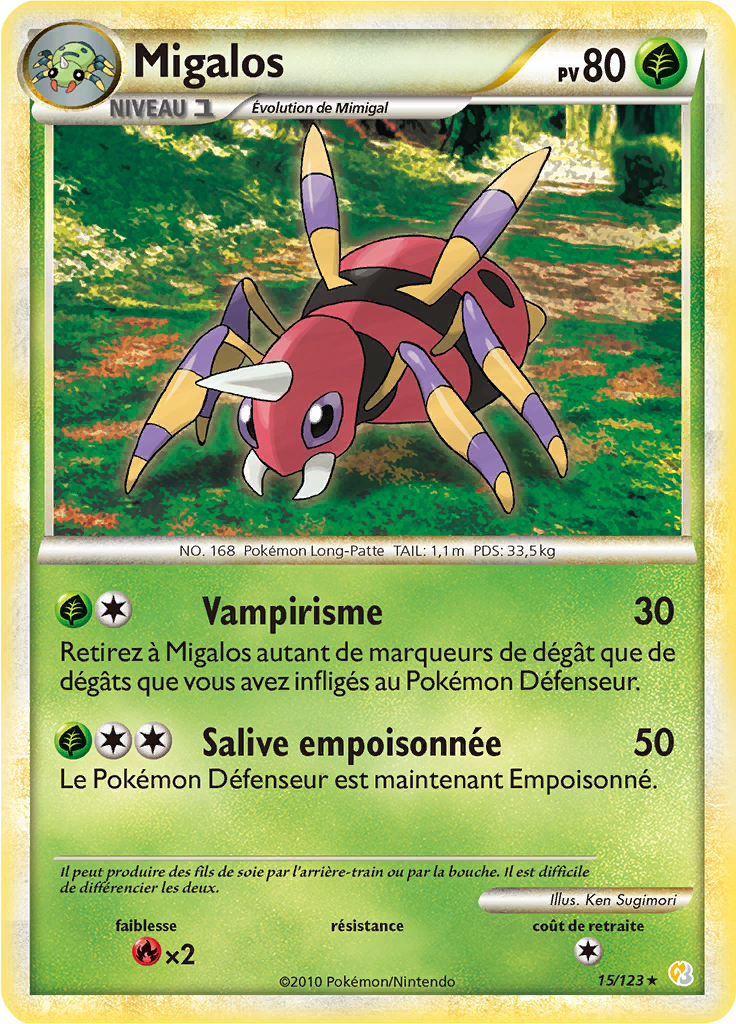 Migalos
PV 80
NIVEAU 1
Évolution de Mimigal
NO. 168 Pokémon Long-Patte TAIL: 1,1 m PDS: 33,5 kg
Vampirisme 30
Retirez à Migalos autant de marqueurs de dégât que de
dégâts que vous avez infligés au Pokémon Défenseur.
Salive empoisonnée 50
Le Pokémon Défenseur est maintenant Empoisonné.
Il peut produire des fils de soie par l'arrière-train ou par la bouche. Il est difficile
de différencier les deux.
Illus. Ken Sugimori
faiblesse résistance coût de retraite
×2
©2010 Pokémon/Nintendo
15/123 ★